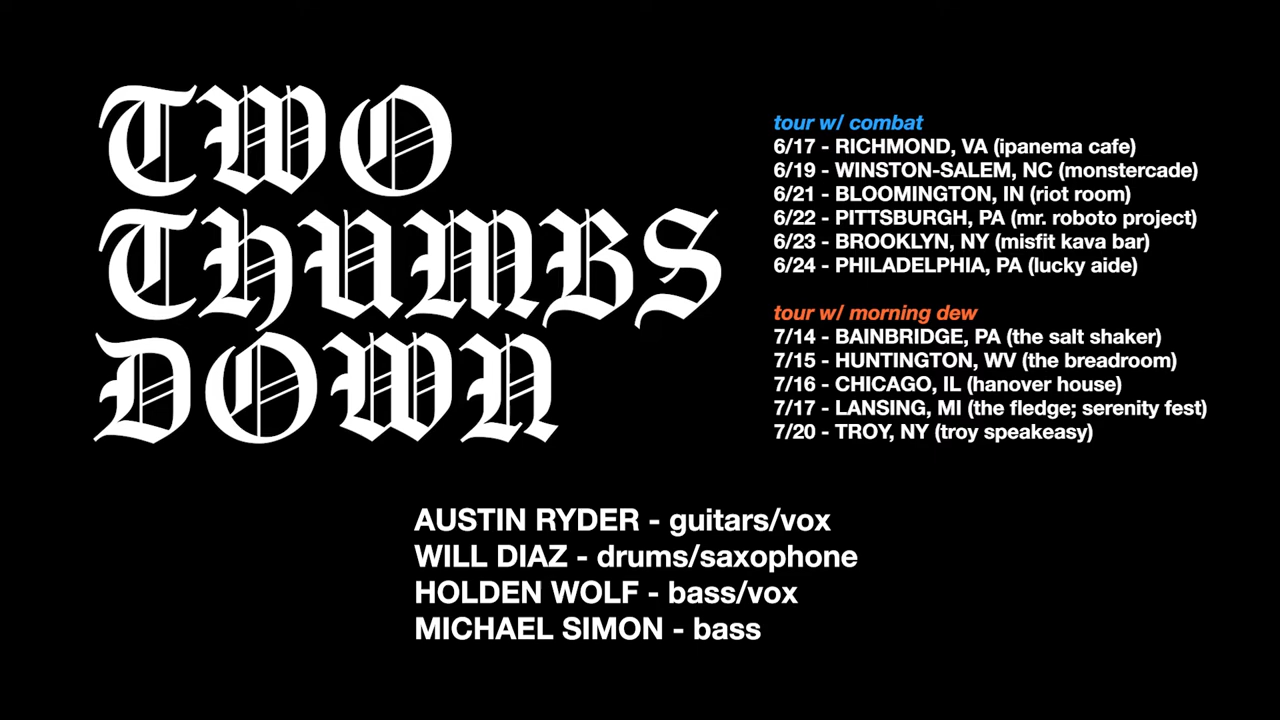 TWO
THUMBS
DOWN
tour w/ combat
6/17 - RICHMOND, VA (ipanema cafe)
6/19 - WINSTON-SALEM, NC (monstercade)
6/21 - BLOOMINGTON, IN (riot room)
6/22 - PITTSBURGH, PA (mr. roboto project)
6/23 - BROOKLYN, NY (misfit kava bar)
6/24 - PHILADELPHIA, PA (lucky aide)
tour w/ morning dew
7/14 - BAINBRIDGE, PA (the salt shaker)
7/15 - HUNTINGTON, WV (the breadroom)
7/16 - CHICAGO, IL (hanover house)
7/17 - LANSING, MI (the fledge; serenity fest)
7/20 - TROY, NY (troy speakeasy)
AUSTIN RYDER - guitars/vox
WILL DIAZ - drums/saxophone
HOLDEN WOLF - bass/vox
MICHAEL SIMON - bass